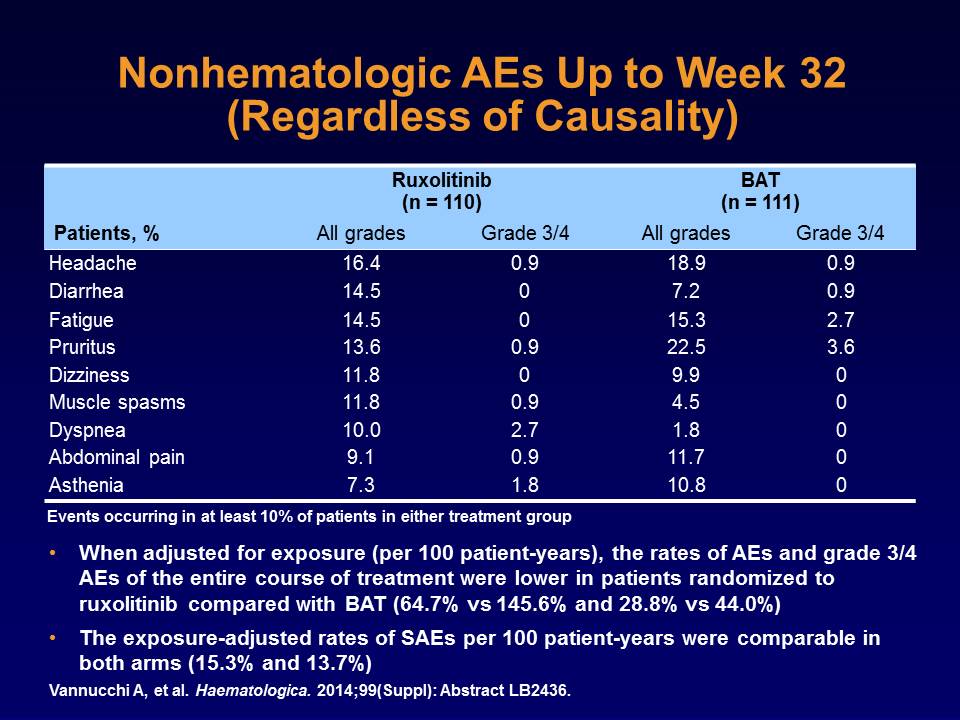 Nonhematologic AEs Up to Week 32
(Regardless of Causality)
Ruxolitinib BAT
(n = 110) (n = 111)
Patients, % All grades Grade 3/4 All grades Grade 3/4
Headache 16.4 0.9 18.9 0.9
Diarrhea 14.5 0 7.2 0.9
Fatigue 14.5 0 15.3 2.7
Pruritus 13.6 0.9 22.5 3.6
Dizziness 11.8 0 9.9 0
Muscle spasms 11.8 0.9 4.5 0
Dyspnea 10.0 2.7 1.8 0
Abdominal pain 9.1 0.9 11.7 0
Asthenia 7.3 1.8 10.8 0
Events occurring in at least 10% of patients in either treatment group
• When adjusted for exposure (per 100 patient-years), the rates of AEs and grade 3/4
AEs of the entire course of treatment were lower in patients randomized to
ruxolitinib compared with BAT (64.7% vs 145.6% and 28.8% vs 44.0%)
• The exposure-adjusted rates of SAEs per 100 patient-years were comparable in
both arms (15.3% and 13.7%)
Vannucchi A, et al. Haematologica. 2014;99(Suppl): Abstract LB2436.